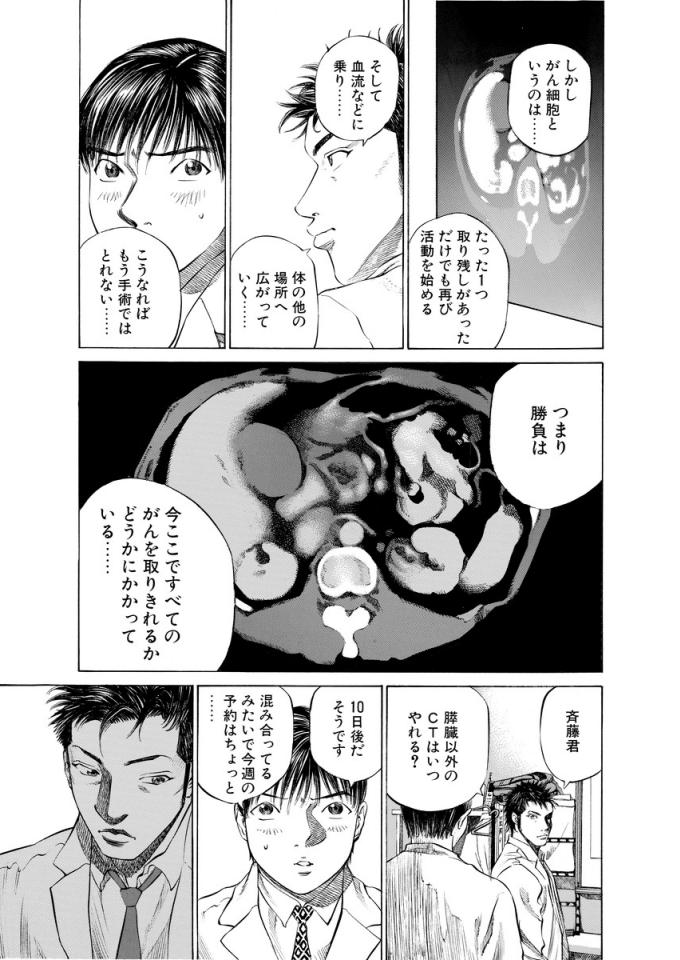 しかし
がん細胞と
いうのは……
たった1つ
取り残しがあった
だけでも再び
活動を始める
そして
血流などに
乗り……
体の他の
場所へ
広がって
いく……
こうなれば
もう手術では
とれない……
つまり
勝負は
今ここですべての
がんを取りきれるか
どうかにかかって
いる……
斉藤君
膵臓以外の
CTはいつ
やれる?
10日後だ
そうです
混み合ってる
みたいで今週の
予約はちょっと
……